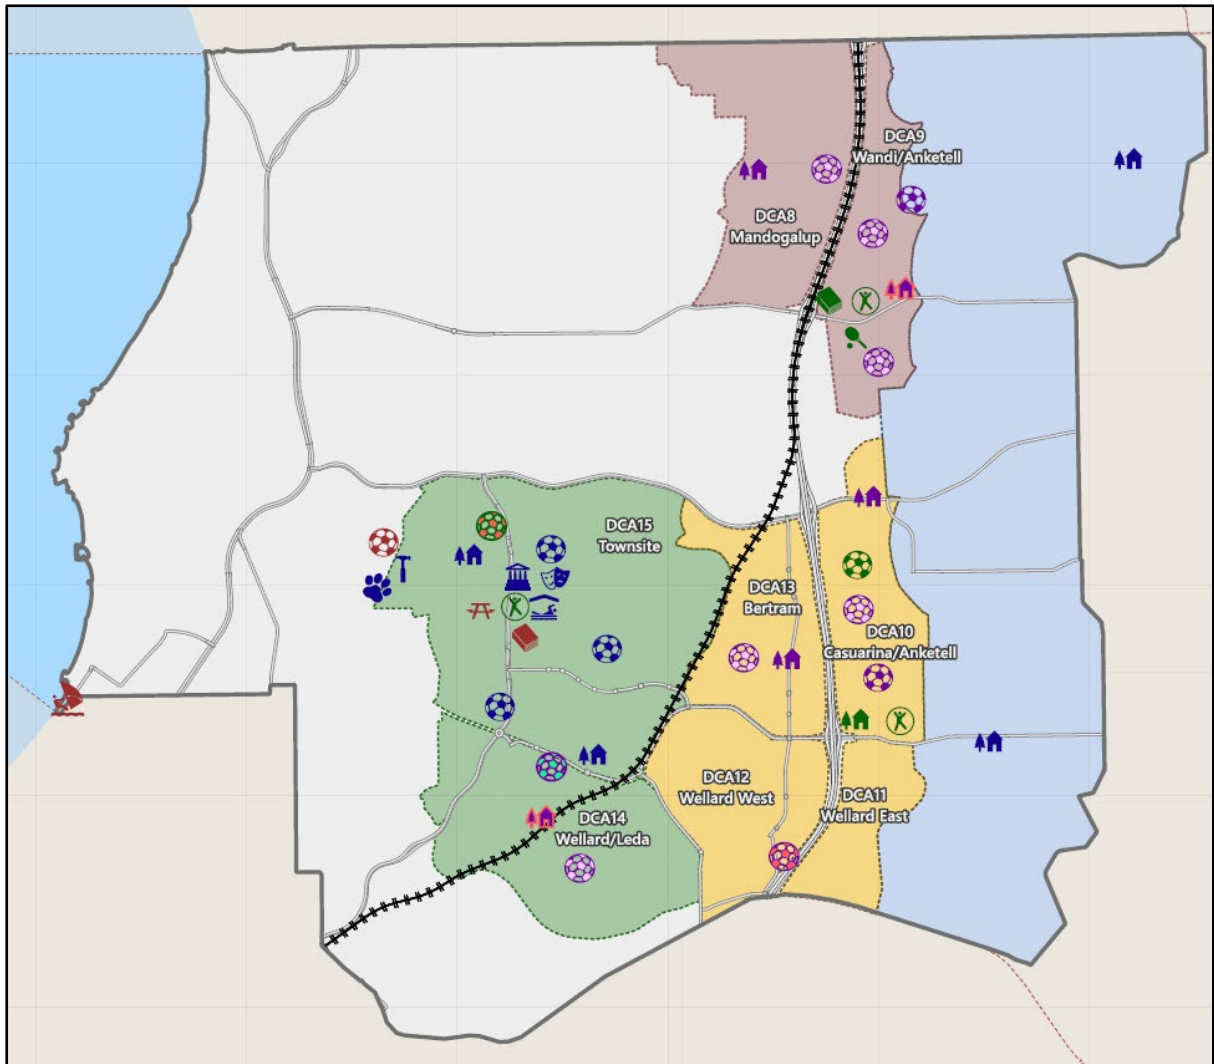 DCA9
Wandi/Anketell
DCA8
Mandogalup
DCA15
Townsite
DCA13
Bertram
DCA10
Casuarina/Anketell
DCA12
Wellard West
DCA11
Wellard East
DCA14
Wellard/Leda